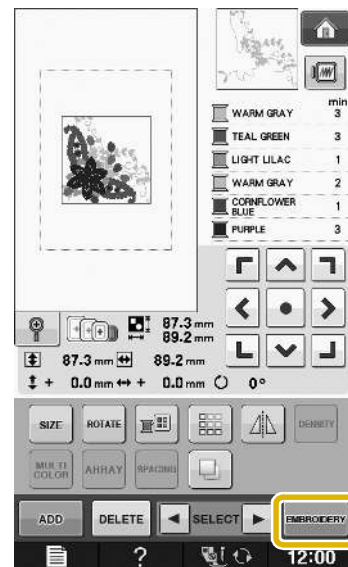 min
WARM GRAY 3
TEAL GREEN 3
LIGHT LILAC 1
WARM GRAY 2
CORNFLOWER
BLUE 1
PURPLE 3
87.3 mm
89.2 mm
87.3 mm 89.2 mm
+ 0.0 mm + 0.0 mm 0°
SIZE ROTATE DENSITY
MULTI
COLOR ARRAY SPACING
ADD DELETE SELECT EMBROIDERY
? 12:00